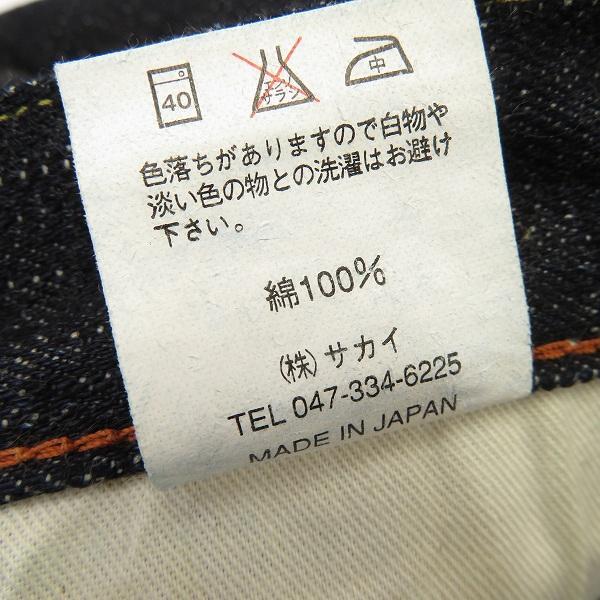 40 エンソ サラシ 中
色落ちがありますので白物や
淡い色の物との洗濯はお避け
下さい。
綿100%
(株) サカイ
TEL 047-334-6225
MADE IN JAPAN